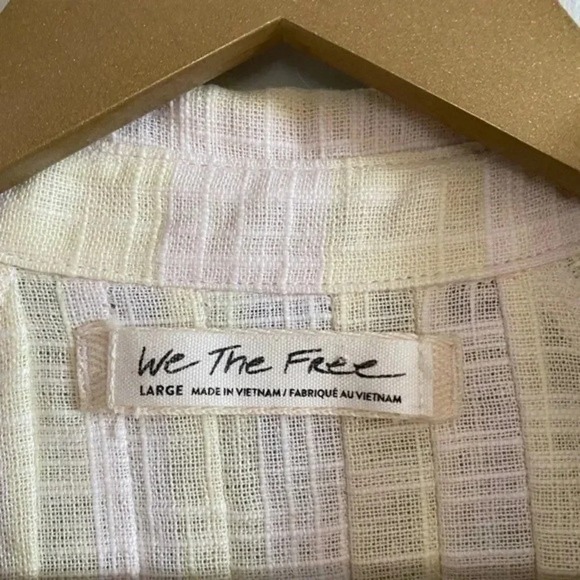 We The Free
LARGE MADE IN VIETNAM / FABRIQUÉ AU VIETNAM